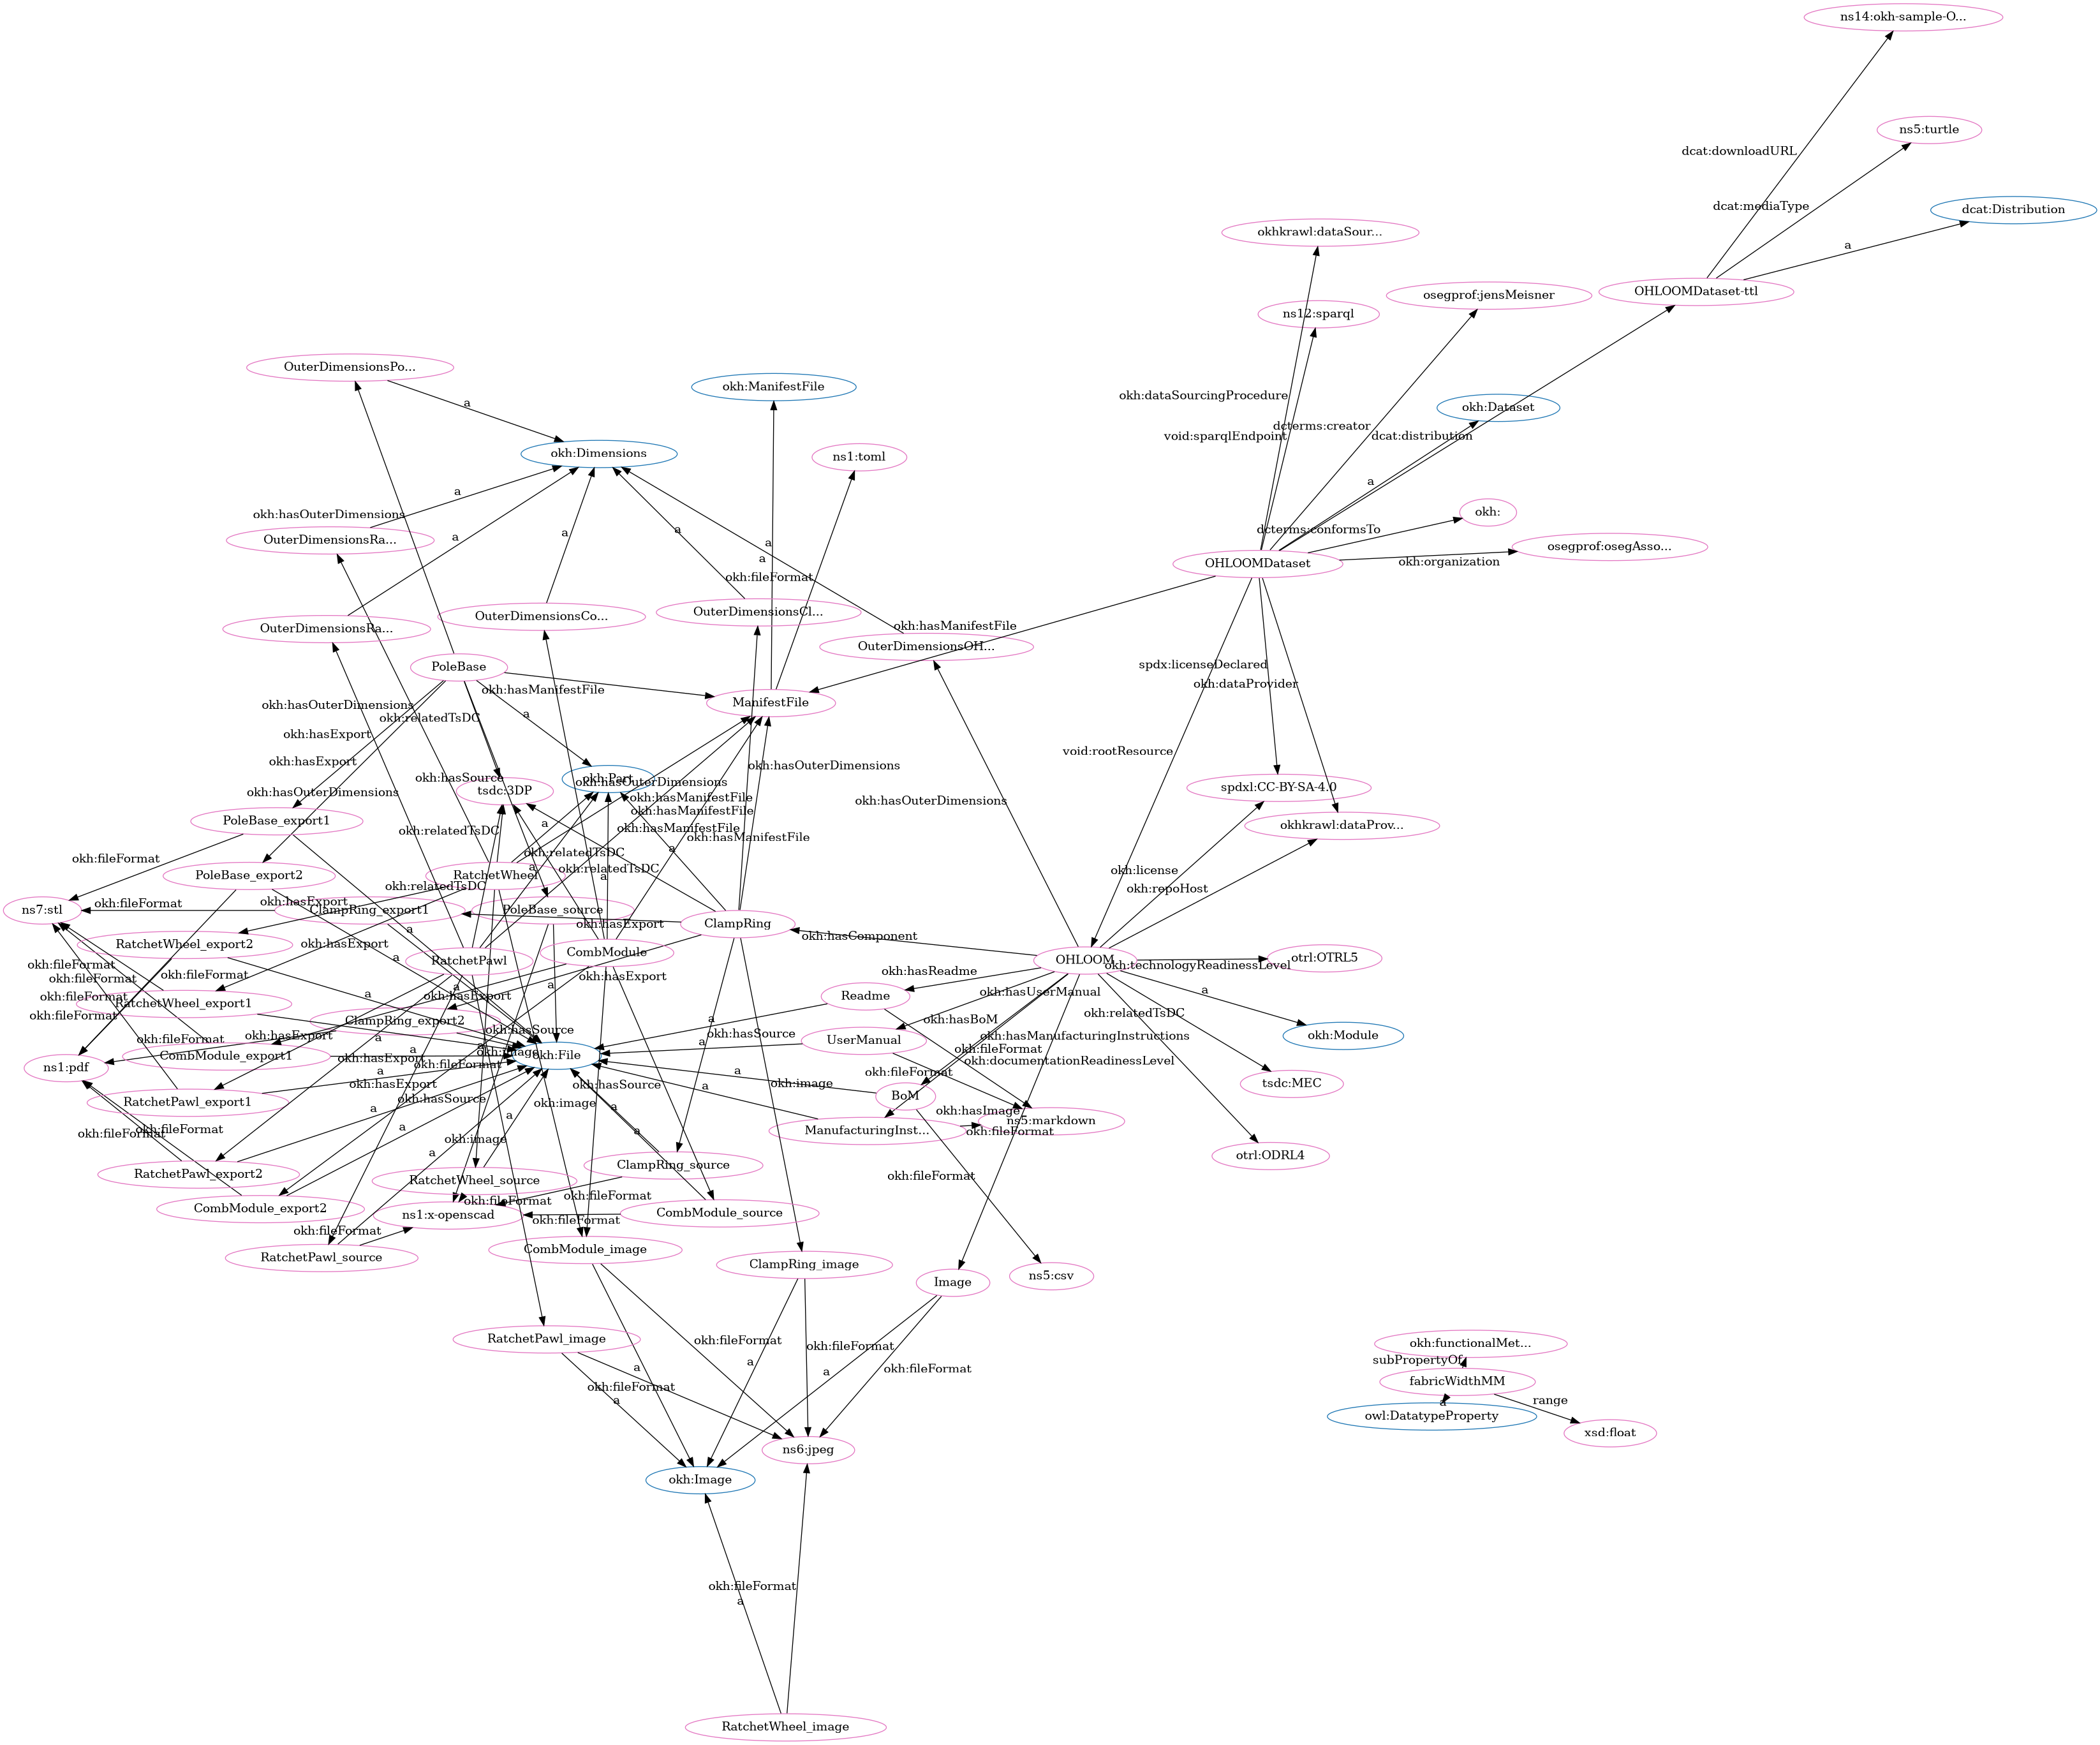 ns14:okh-sample-O...
ns5:turtle
dcat:downloadURL
dcat:mediaType
dcat:Distribution
okhkrawl:dataSour...
a
OHLOOMDataset-ttl
osegprof:jensMeisner
ns12:sparql
OuterDimensionsPo...
okh:ManifestFile
okh:dataSourcingProcedure
a
okh:Dataset
dcterms:creator
void:sparqlEndpoint
dcat:distribution
okh:Dimensions
ns1:toml
a
a
okh:hasOuterDimensions
okh:
a
a
a
dcterms:conformsTo
OuterDimensionsRa...
a
osegprof:osegAsso...
a
okh:organization
OHLOOMDataset
okh:fileFormat
OuterDimensionsCl...
OuterDimensionsCo...
OuterDimensionsRa...
okh:hasManifestFile
OuterDimensionsOH...
PoleBase
spdx:licenseDeclared
okh:dataProvider
okh:hasManifestFile
ManifestFile
okh:hasOuterDimensions
a
okh:relatedTsDC
okh:hasExport
void:rootResource
okh:hasExport
okh:hasOuterDimensions
okh:hasSource
okh:Part
okh:hasOuterDimensions
tsdc:3DP
okh:hasOuterDimensions
spdxl:CC-BY-SA-4.0
okh:hasManifestFile
okh:hasOuterDimensions
okh:hasManifestFile
PoleBase_export1
a
okhkrawl:dataProv...
okh:hasManifestFile
okh:relatedTsDC
okh:hasManifestFile
a
okh:relatedTsDC
okh:fileFormat
a
okh:relatedTsDC
okh:license
PoleBase_export2
RatchetWheel
a
okh:relatedTsDC
okh:repoHost
okh:hasExport
okh:fileFormat
ns7:stl
ClampRing_export1
PoleBase_source
okh:hasExport
ClampRing
a
okh:hasComponent
RatchetWheel_export2
okh:hasExport
CombModule
a
RatchetPawl
OHLOOM
otrl:OTRL5
okh:technologyReadinessLevel
okh:fileFormat
okh:fileFormat
okh:fileFormat
okh:hasReadme
okh:hasExport
a
a
okh:hasUserManual
a
a
okh:fileFormat
RatchetWheel_export1
okh:hasExport
Readme
okh:fileFormat
okh:relatedTsDC
ClampRing_export2
a
okh:hasBoM
okh:hasSource
okh:hasSource
okh:hasExport
okh:hasManufacturingInstructions
okh:Module
okh:fileFormat
a
UserManual
a
okh:fileFormat
okh:image
okh:File
CombModule_export1
a
okh:hasExport
okh:documentationReadinessLevel
okh:fileFormat
ns1:pdf
a
a
okh:fileFormat
okh:hasExport
okh:hasSource
a
okh:image
tsdc:MEC
BoM
okh:hasSource
RatchetPawl_export1
okh:image
a
a
okh:hasImage
ns5:markdown
a
okh:fileFormat
okh:fileFormat
a
ManufacturingInst...
okh:fileFormat
okh:image
a
a
otrl:ODRL4
ClampRing_source
RatchetPawl_export2
okh:fileFormat
RatchetWheel_source
okh:fileFormat
okh:fileFormat
CombModule_export2
ns1:x-openscad
CombModule_source
okh:fileFormat
okh:fileFormat
CombModule_image
RatchetPawl_source
ClampRing_image
ns5:csv
Image
RatchetPawl_image
okh:fileFormat
okh:functionalMet...
okh:fileFormat
subPropertyOf
a
a
okh:fileFormat
a
fabricWidthMM
okh:fileFormat
a
range
a
owl:DatatypeProperty
xsd:float
ns6:jpeg
okh:Image
okh:fileFormat
a
RatchetWheel_image